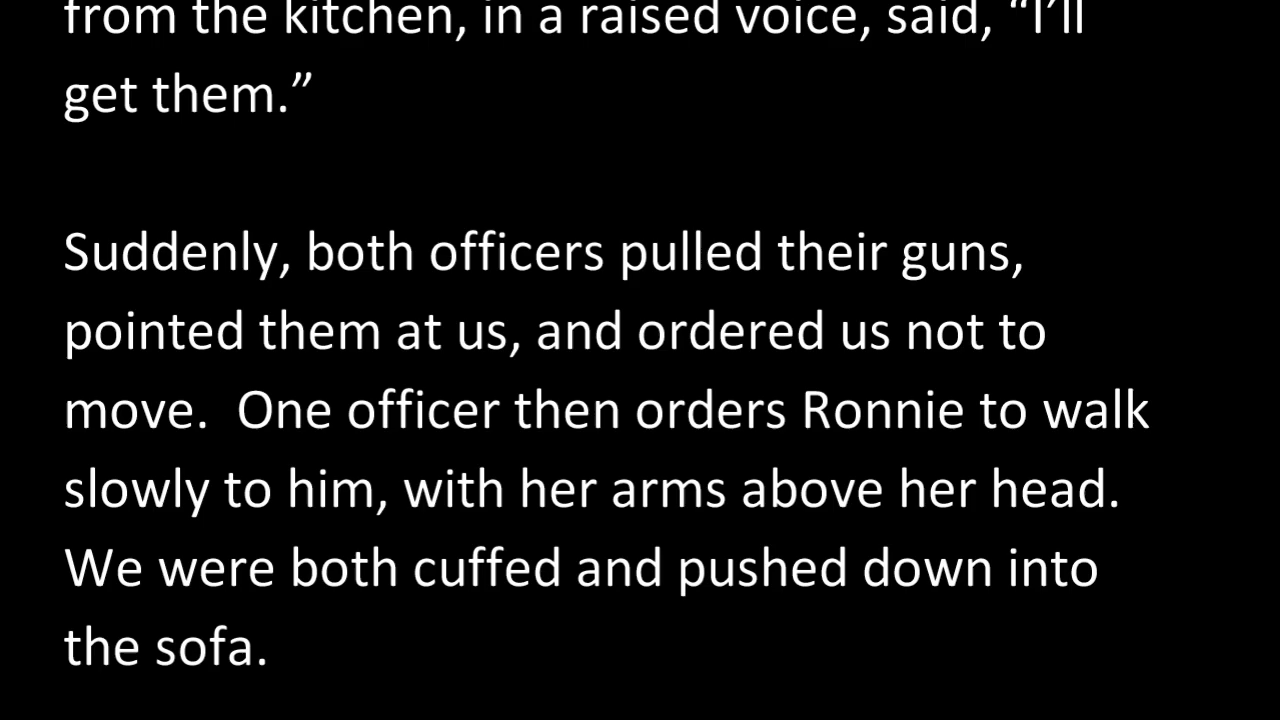 from the kitchen, in a raised voice, said, “I’ll
get them.”
Suddenly, both officers pulled their guns,
pointed them at us, and ordered us not to
move.  One officer then orders Ronnie to walk
slowly to him, with her arms above her head.
We were both cuffed and pushed down into
the sofa.